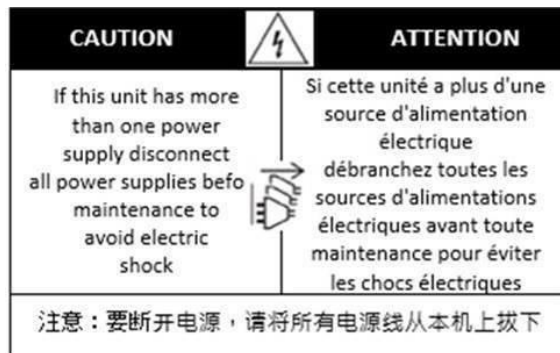 CAUTION
ATTENTION
If this unit has more
than one power
supply disconnect
all power supplies befo
maintenance to
avoid electric
shock
Si cette unité a plus d'une
source d'alimentation
électrique
débranchez toutes les
sources d'alimentations
électriques avant toute
maintenance pour éviter
les chocs électriques
注意：要断开电源，请将所有电源线从本机上拔下